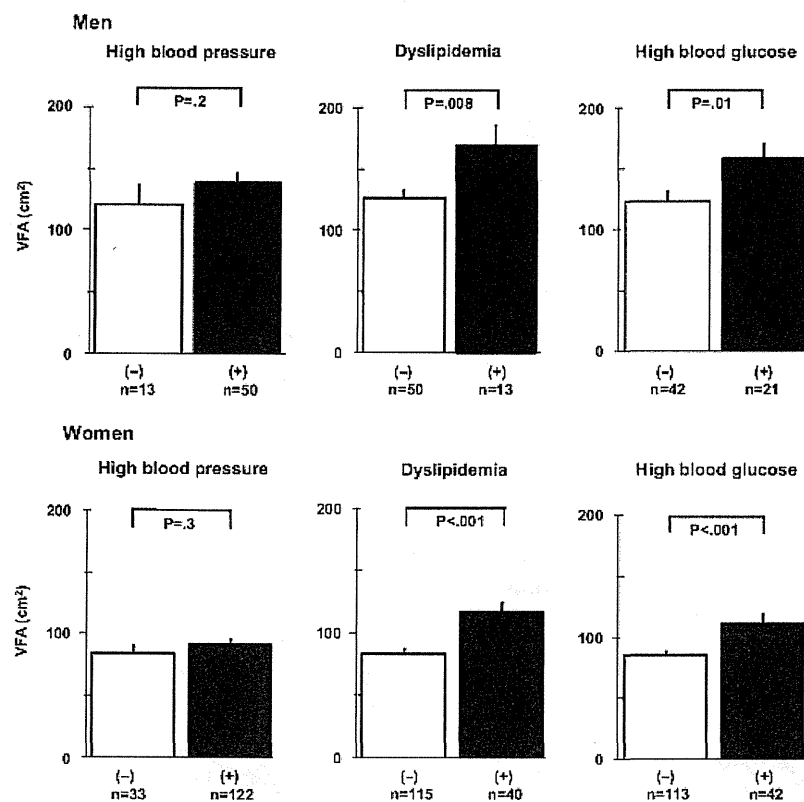 Men
High blood pressure
Dyslipidemia
High blood glucose
200
100
0
VFA (cm²)
P=.2
(−)
n=13
(+)
n=50
200
100
0
P=.008
(−)
n=50
(+)
n=13
200
100
0
P=.01
(−)
n=42
(+)
n=21
Women
High blood pressure
Dyslipidemia
High blood glucose
200
100
0
VFA (cm²)
P=.3
(−)
n=33
(+)
n=122
200
100
0
P<.001
(−)
n=115
(+)
n=40
200
100
0
P<.001
(−)
n=113
(+)
n=42